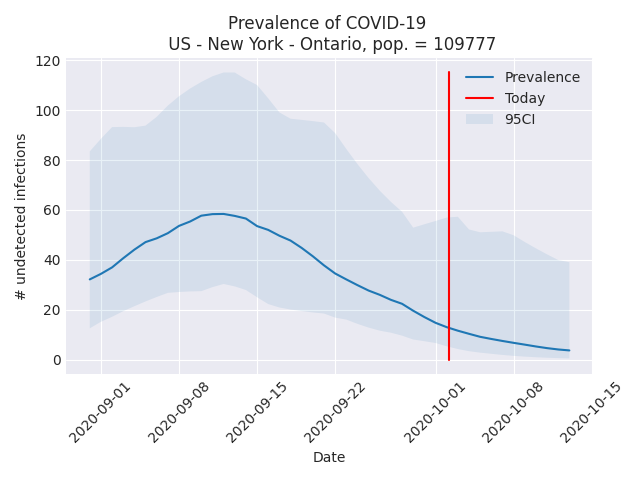 Prevalence of COVID-19
US - New York - Ontario, pop. = 109777
120
100
80
60
40
20
0
# undetected infections
Prevalence
Today
95CI
2020-09-01
2020-09-08
2020-09-15
2020-09-22
2020-10-01
2020-10-08
2020-10-15
Date